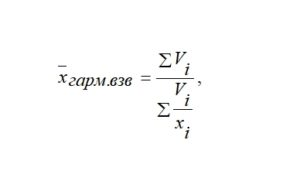 x̄ гарм.взв = ΣVᵢ / Σ Vᵢ/xᵢ ,